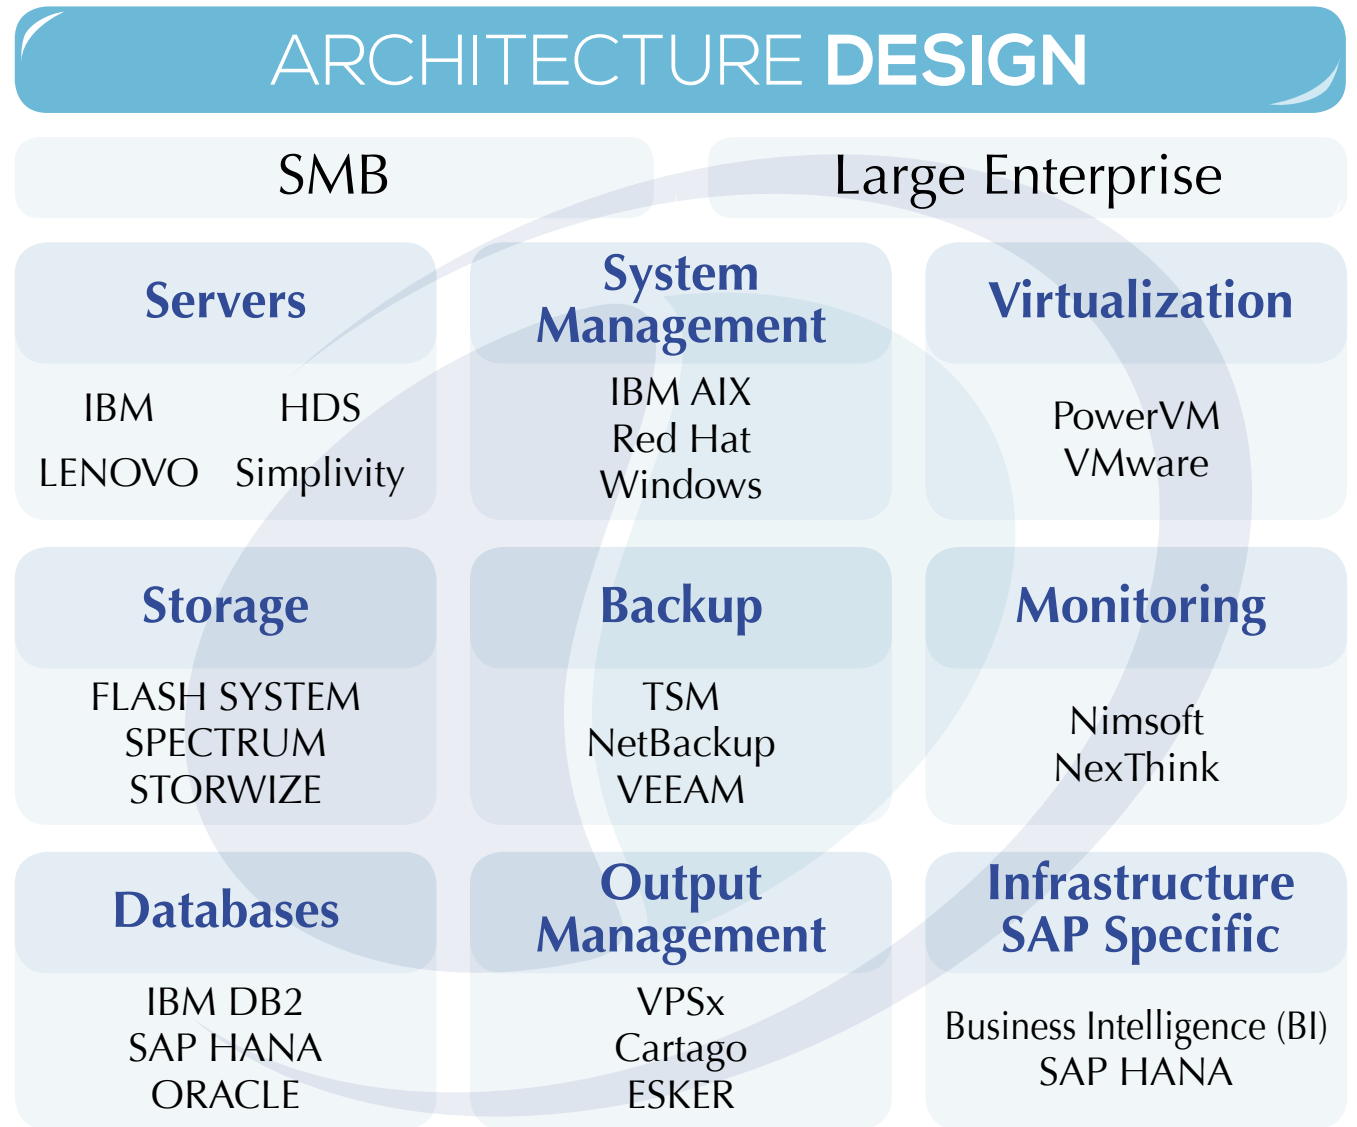 ARCHITECTURE DESIGN
SMB
Large Enterprise
Servers
IBM HDS
LENOVO Simplivity
System
Management
IBM AIX
Red Hat
Windows
Virtualization
PowerVM
VMware
Storage
FLASH SYSTEM
SPECTRUM
STORWIZE
Backup
TSM
NetBackup
VEEAM
Monitoring
Nimsoft
NexThink
Databases
IBM DB2
SAP HANA
ORACLE
Output
Management
VPSx
Cartago
ESKER
Infrastructure
SAP Specific
Business Intelligence (BI)
SAP HANA